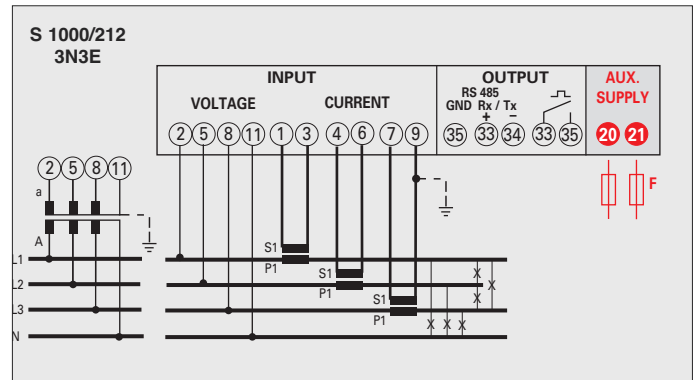 S 1000/212
3N3E
INPUT
OUTPUT
AUX.
SUPPLY
VOLTAGE
CURRENT
RS 485
GND Rx / Tx
+ −
2 5 8 11 1 3 4 6 7 9 35 33 34 33 35 20 21
2 5 8 11
a
A
F
L1
L2
L3
N
S1
P1
S1
P1
S1
P1
X
X
X
X X X